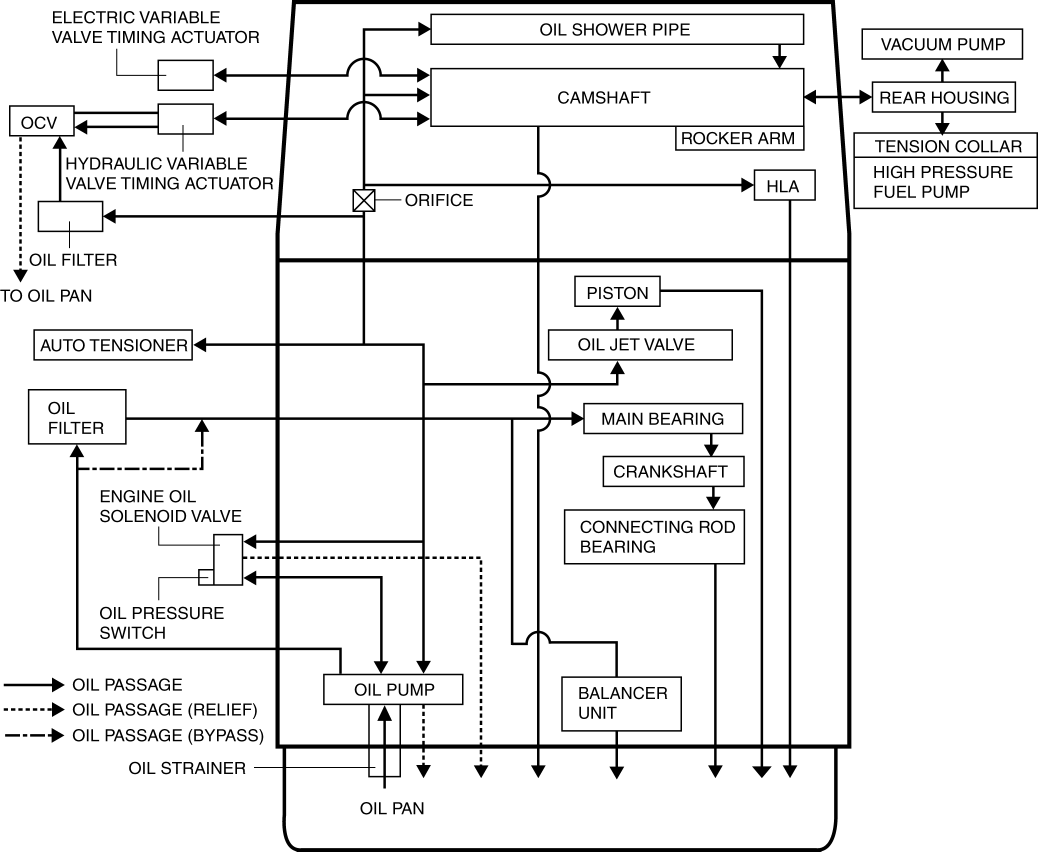 ELECTRIC VARIABLE
VALVE TIMING ACTUATOR
OIL SHOWER PIPE
VACUUM PUMP
CAMSHAFT
REAR HOUSING
OCV
ROCKER ARM
TENSION COLLAR
HYDRAULIC VARIABLE
VALVE TIMING ACTUATOR
HIGH PRESSURE
FUEL PUMP
HLA
ORIFICE
OIL FILTER
TO OIL PAN
PISTON
AUTO TENSIONER
OIL JET VALVE
OIL
FILTER
MAIN BEARING
CRANKSHAFT
ENGINE OIL
SOLENOID VALVE
CONNECTING ROD
BEARING
OIL PRESSURE
SWITCH
OIL PASSAGE
OIL PUMP
BALANCER
UNIT
OIL PASSAGE (RELIEF)
OIL PASSAGE (BYPASS)
OIL STRAINER
OIL PAN